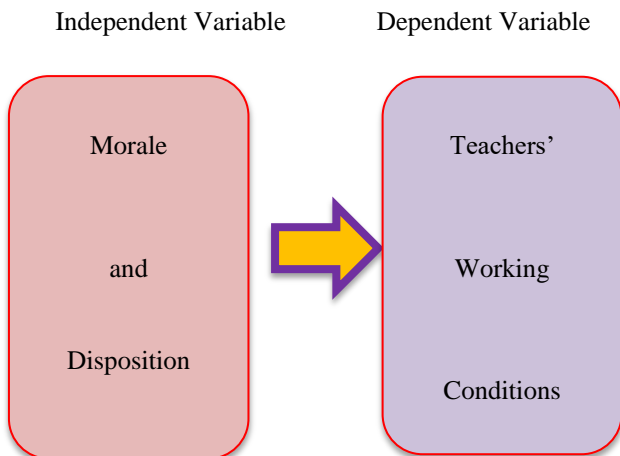 Independent Variable
Dependent Variable
Morale
and
Disposition
Teachers’
Working
Conditions